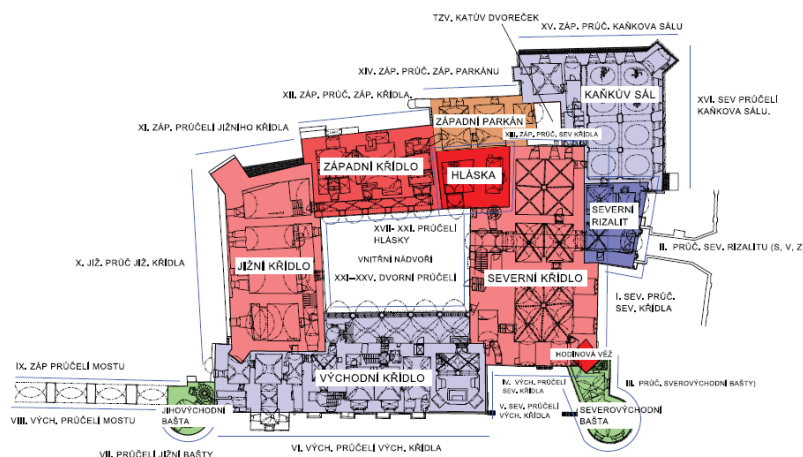 TZV. KATŮV DVOREČEK
XV. ZÁP. PRŮČ. KAŇKOVA SÁLU
XIV. ZÁP. PRŮČ. ZÁP. PARKÁNU
XII. ZÁP. PRŮČ. ZÁP. KŘÍDLA.
KAŇKŮV SÁL
XVI. SEV PRŮČELÍ
KAŇKOVA SÁLU.
XI. ZÁP. PRŮČELÍ JIŽNÍHO KŘÍDLA
ZÁPADNÍ PARKÁN
XIII. ZÁP. PRŮČ. SEV KŘÍDLA
ZÁPADNÍ KŘÍDLO
HLÁSKA
SEVERNÍ
RIZALIT
XVII- XXI. PRŮČELÍ
HLÁSKY
VNITŘNÍ NÁDVOŘÍ
XXI–XXV. DVORNÍ PRŮČELÍ
II. PRŮČ. SEV. RIZALITU (S, V, Z
X. JIŽ. PRŮČ JIŽ. KŘÍDLA
JIŽNÍ KŘÍDLO
SEVERNÍ KŘÍDLO
I. SEV. PRŮČ.
SEV. KŘÍDLA
HODINOVÁ VĚŽ
IX. ZÁP PRŮČELÍ MOSTU
VÝCHODNÍ KŘÍDLO
IV. VÝCH. PRŮČELÍ
SEV. KŘÍDLA
III. PRŮČ. SVEROVÝCHODNÍ BAŠTY)
V. SEV. PRŮČELÍ
VÝCH. KŘÍDLA
SEVEROVÝCHODNÍ
BAŠTA
JIHOVÝCHODNÍ
BAŠTA
VIII. VÝCH. PRŮČELÍ MOSTU
VI. VÝCH. PRŮČELÍ VÝCH. KŘÍDLA
VII. PRŮČELÍ JIŽNÍ BAŠTY